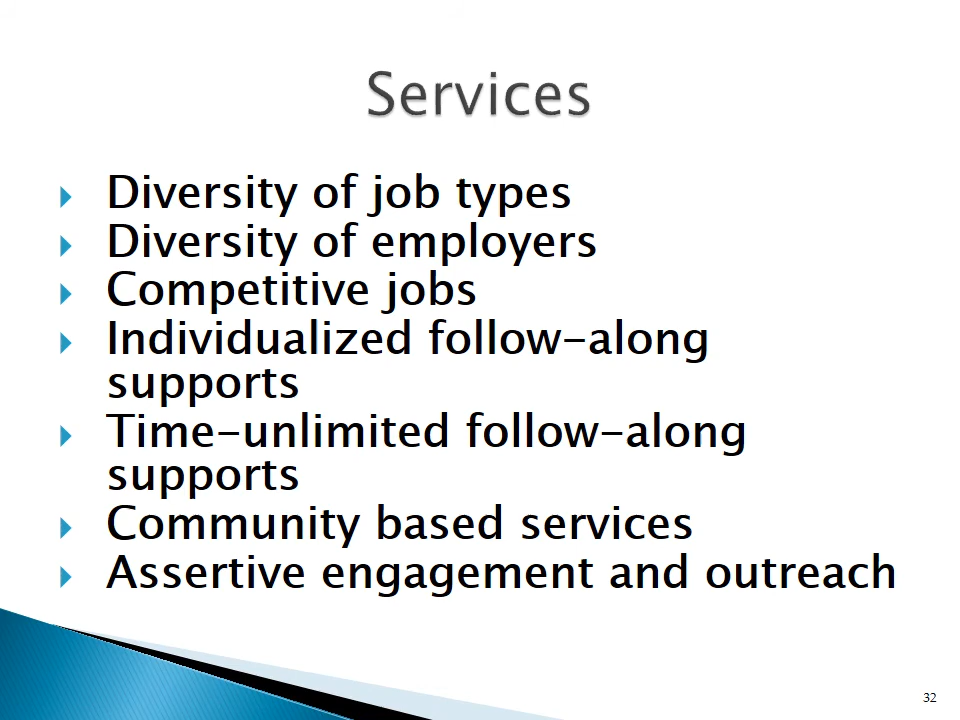 Services
Diversity of job types
Diversity of employers
Competitive jobs
Individualized follow-along
supports
Time-unlimited follow-along
supports
Community based services
Assertive engagement and outreach
32